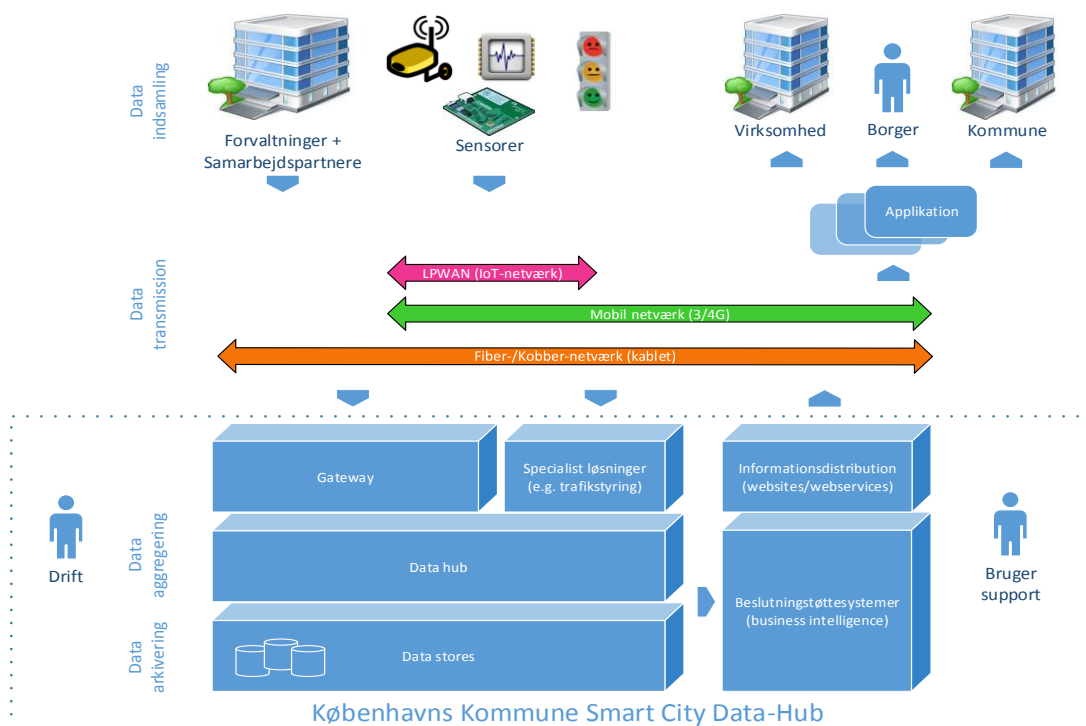 Data
indsamling
Forvaltninger +
Samarbejdspartnere
Sensorer
Virksomhed
Borger
Kommune
Applikation
Data
transmission
LPWAN (IoT-netværk)
Mobil netværk (3/4G)
Fiber-/Kobber-netværk (kablet)
Gateway
Specialist løsninger
(e.g. trafikstyring)
Informationsdistribution
(websites/webservices)
Drift
Data
aggregering
Data hub
Beslutningstøttesystemer
(business intelligence)
Bruger
support
Data
arkivering
Data stores
Københavns Kommune Smart City Data-Hub